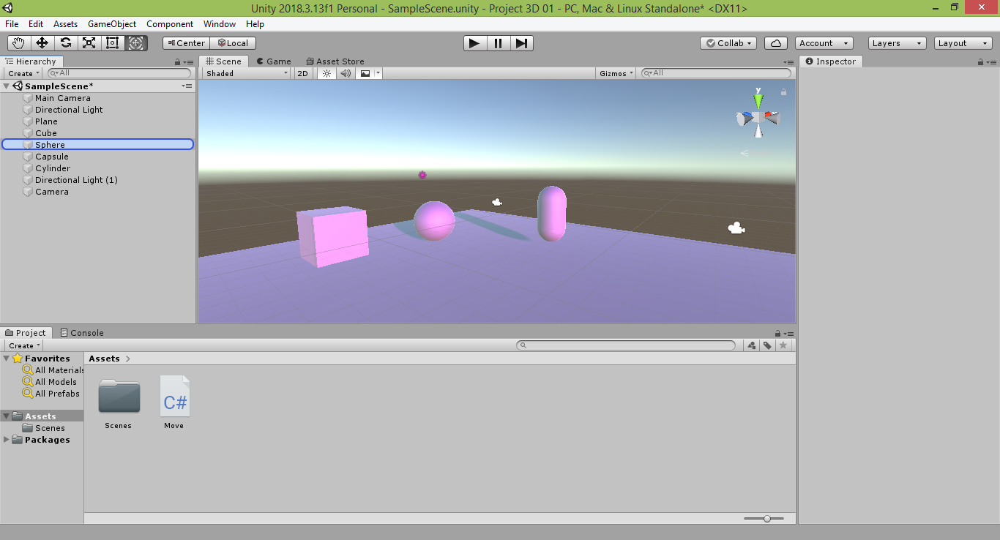 Unity 2018.3.13f1 Personal - SampleScene.unity - Project 3D 01 - PC, Mac & Linux Standalone* <DX11>
File Edit Assets GameObject Component Window Help
Center Local Collab Account Layers Layout
Hierarchy Scene Game Asset Store Inspector
Create All Shaded 2D Gizmos All
SampleScene*
Main Camera
Directional Light
Plane
Cube
Sphere
Capsule
Cylinder
Directional Light (1)
Camera
y
Project Console
Create
Favorites
All Materials
All Models
All Prefabs
Assets
Scenes
Packages
Assets
C#
Scenes Move